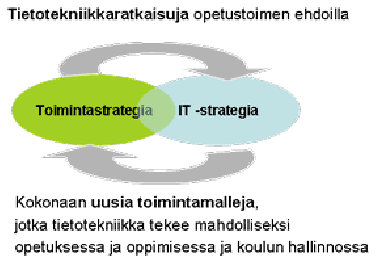 Tietotekniikkaratkaisuja opetustoimen ehdoilla
Toimintastrategia
IT -strategia
Kokonaan uusia toimintamalleja,
jotka tietotekniikka tekee mahdolliseksi
opetuksessa ja oppimisessa ja koulun hallinnossa